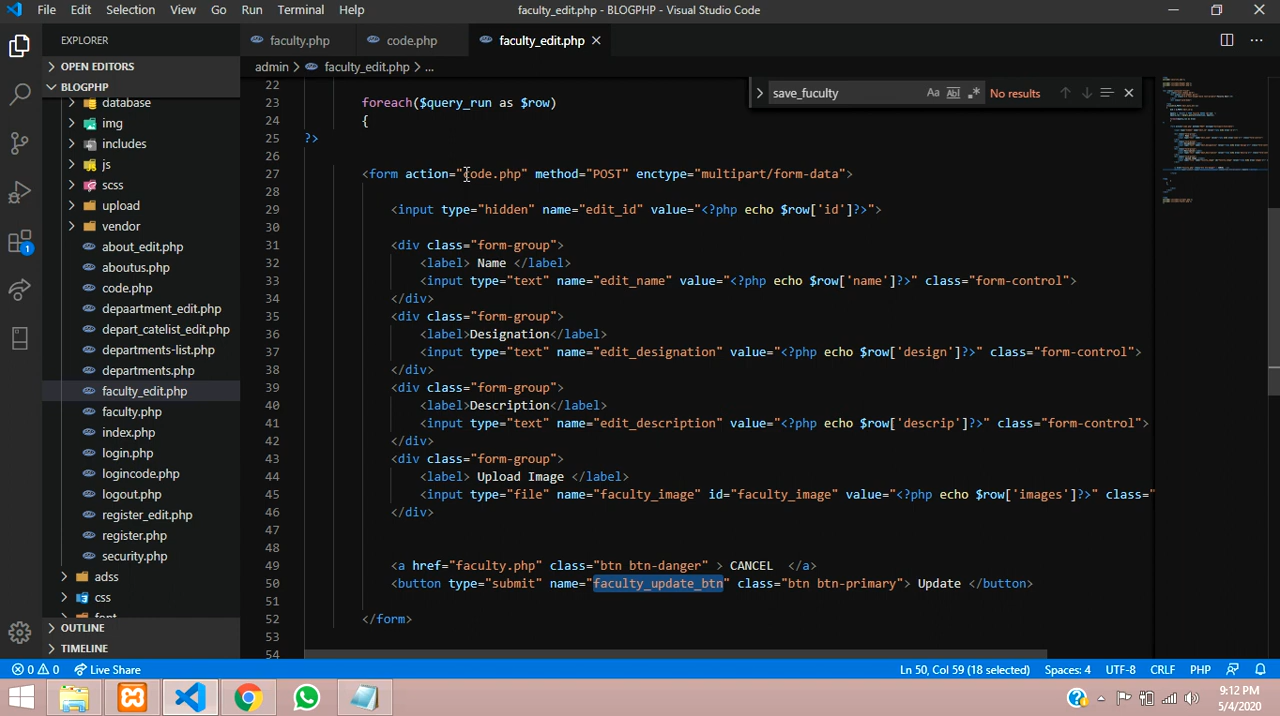 File Edit Selection View Go Run Terminal Help faculty_edit.php - BLOGPHP - Visual Studio Code
EXPLORER
OPEN EDITORS
BLOGPHP
database
img
includes
js
scss
upload
vendor
about_edit.php
aboutus.php
code.php
depaartment_edit.php
depart_catelist_edit.php
departments-list.php
departments.php
faculty_edit.php
faculty.php
index.php
login.php
logincode.php
logout.php
register_edit.php
register.php
security.php
adss
css
font
OUTLINE
TIMELINE
faculty.php code.php faculty_edit.php
admin > faculty_edit.php > ...
save_fuculty Aa Abl .* No results
22
23 foreach($query_run $row)
24 {
25 ?>
26
27 <form action="code.php" method="POST" enctype="multipart/form-data">
28
29 <input type="hidden" name="edit_id" value="<?php echo $row['id']?>">
30
31 <div class="form-group">
32 <label> Name </label>
33 <input type="text" name="edit_name" value="<?php echo $row['name']?>" class="form-control">
34 </div>
35 <div class="form-group">
36 <label>Designation</label>
37 <input type="text" name="edit_designation" value="<?php echo $row['design']?>" class="form-control">
38 </div>
39 <div class="form-group">
40 <label>Description</label>
41 <input type="text" name="edit_description" value="<?php echo $row['descrip']?>" class="form-control">
42 </div>
43 <div class="form-group">
44 <label> Upload Image </label>
45 <input type="file" name="faculty_image" id="faculty_image" value="<?php echo $row['images']?>" class="
46 </div>
47
48
49 <a href="faculty.php" class="btn btn-danger" > CANCEL </a>
50 <button type="submit" name="faculty_update_btn" class="btn btn-primary"> Update </button>
51
52 </form>
53
54
0 0 Live Share Ln 50, Col 59 (18 selected) Spaces: 4 UTF-8 CRLF PHP
9:12 PM
5/4/2020